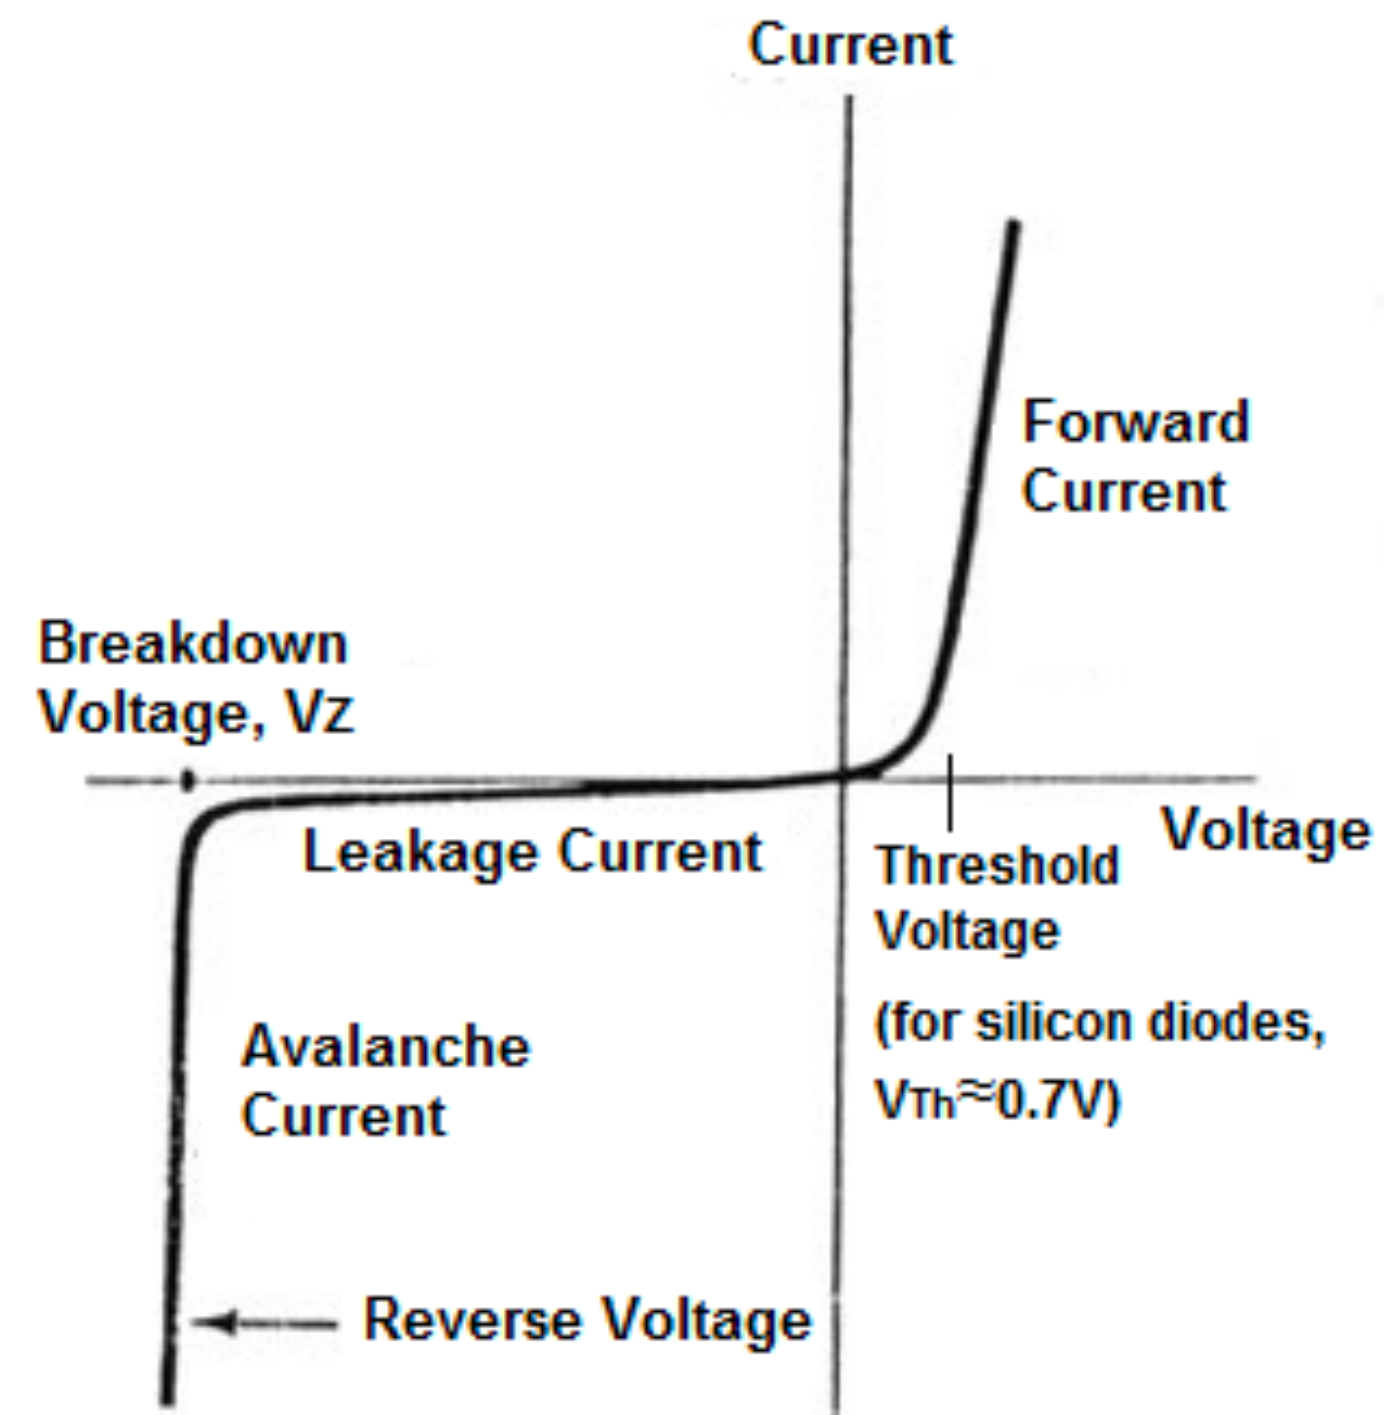 Current
Forward
Current
Breakdown
Voltage, Vz
Leakage Current
Voltage
Threshold
Voltage
(for silicon diodes,
VTh≈0.7V)
Avalanche
Current
Reverse Voltage